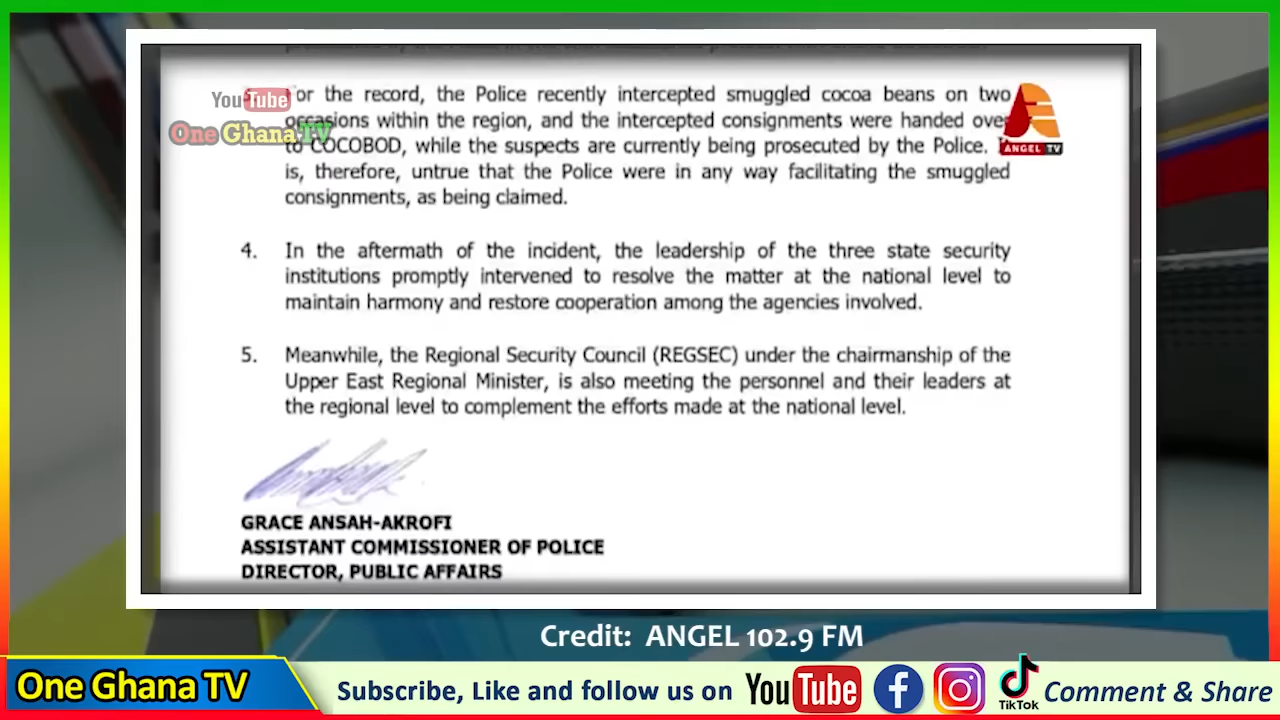 For the record, the Police recently intercepted smuggled cocoa beans on two
occasions within the region, and the intercepted consignments were handed over
to COCOBOD, while the suspects are currently being prosecuted by the Police.
is, therefore, untrue that the Police were in any way facilitating the smuggled
consignments, as being claimed.
4. In the aftermath of the incident, the leadership of the three state security
institutions promptly intervened to resolve the matter at the national level to
maintain harmony and restore cooperation among the agencies involved.
5. Meanwhile, the Regional Security Council (REGSEC) under the chairmanship of the
Upper East Regional Minister, is also meeting the personnel and their leaders at
the regional level to complement the efforts made at the national level.
GRACE ANSAH-AKROFI
ASSISTANT COMMISSIONER OF POLICE
DIRECTOR, PUBLIC AFFAIRS
YouTube
One Ghana TV
ANGEL TV
Credit: ANGEL 102.9 FM
One Ghana TV
Subscribe, Like and follow us on YouTube TikTok Comment & Share